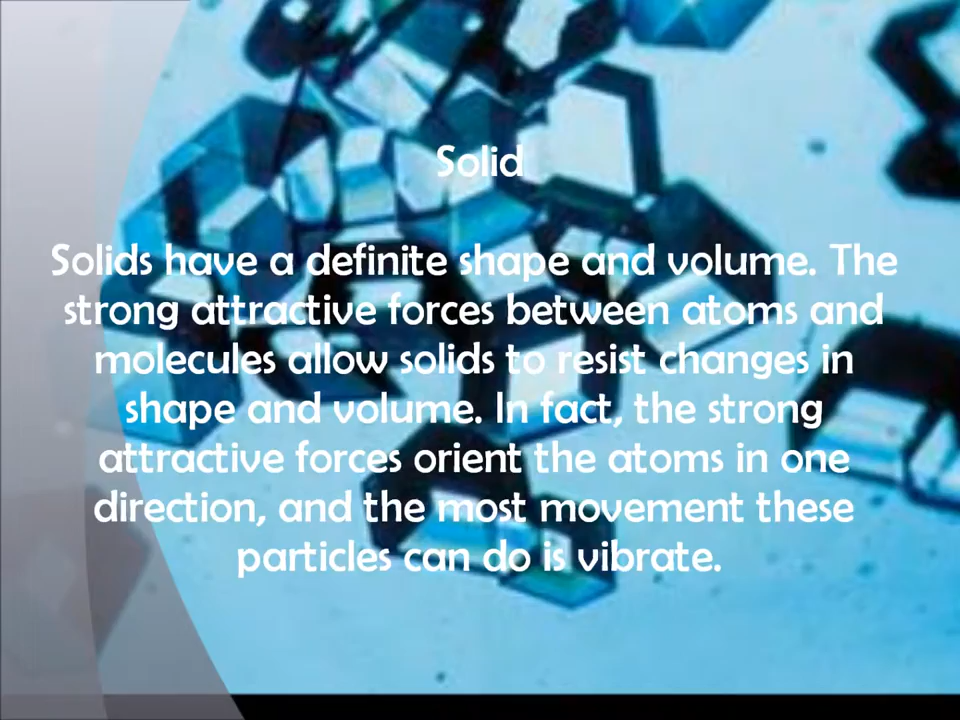 Solid
Solids have a definite shape and volume. The
strong attractive forces between atoms and
molecules allow solids to resist changes in
shape and volume. In fact, the strong
attractive forces orient the atoms in one
direction, and the most movement these
particles can do is vibrate.